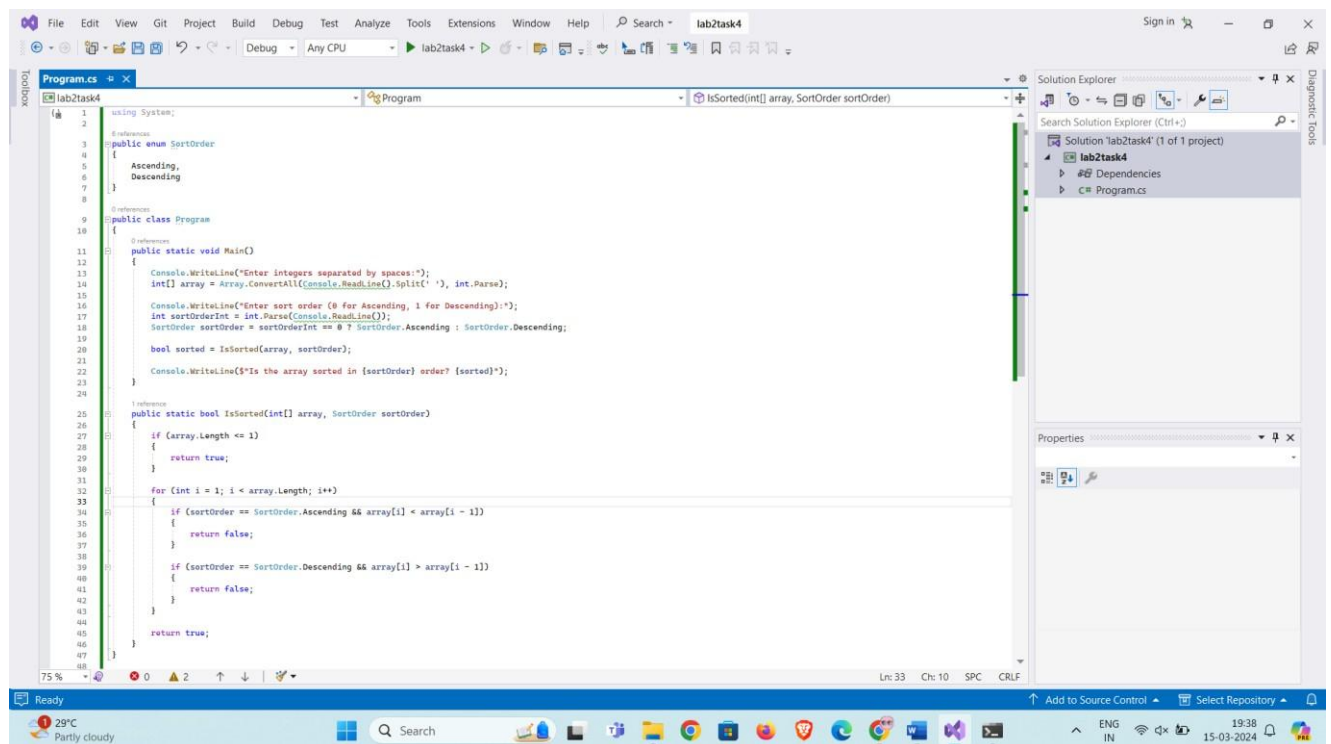 File Edit View Git Project Build Debug Test Analyze Tools Extensions Window Help Search lab2task4 Sign in
Debug Any CPU lab2task4
Toolbox
Program.cs
lab2task4 Program IsSorted(int[] array, SortOrder sortOrder)
1 using System;
2
6 references
3 public enum SortOrder
4 {
5 Ascending,
6 Descending
7 }
8
0 references
9 public class Program
10 {
0 references
11 public static void Main()
12 {
13 Console.WriteLine("Enter integers separated by spaces:");
14 int[] array = Array.ConvertAll(Console.ReadLine().Split(' '), int.Parse);
15
16 Console.WriteLine("Enter sort order (0 for Ascending, 1 for Descending):");
17 int sortOrderInt = int.Parse(Console.ReadLine());
18 SortOrder sortOrder = sortOrderInt == 0 ? SortOrder.Ascending : SortOrder.Descending;
19
20 bool sorted = IsSorted(array, sortOrder);
21
22 Console.WriteLine($"Is the array sorted in {sortOrder} order? {sorted}");
23 }
24
1 reference
25 public static bool IsSorted(int[] array, SortOrder sortOrder)
26 {
27 if (array.Length <= 1)
28 {
29 return true;
30 }
31
32 for (int i = 1; i < array.Length; i++)
33 {
34 if (sortOrder == SortOrder.Ascending && array[i] < array[i - 1])
35 {
36 return false;
37 }
38
39 if (sortOrder == SortOrder.Descending && array[i] > array[i - 1])
40 {
41 return false;
42 }
43 }
44
45 return true;
46 }
47 }
48
75 % 0 2 Ln: 33 Ch: 10 SPC CRLF
Solution Explorer
Search Solution Explorer (Ctrl+;)
Solution 'lab2task4' (1 of 1 project)
lab2task4
Dependencies
C# Program.cs
Properties
Diagnostic Tools
Ready Add to Source Control Select Repository
29°C
Partly cloudy
Search
ENG
IN
19:38
15-03-2024